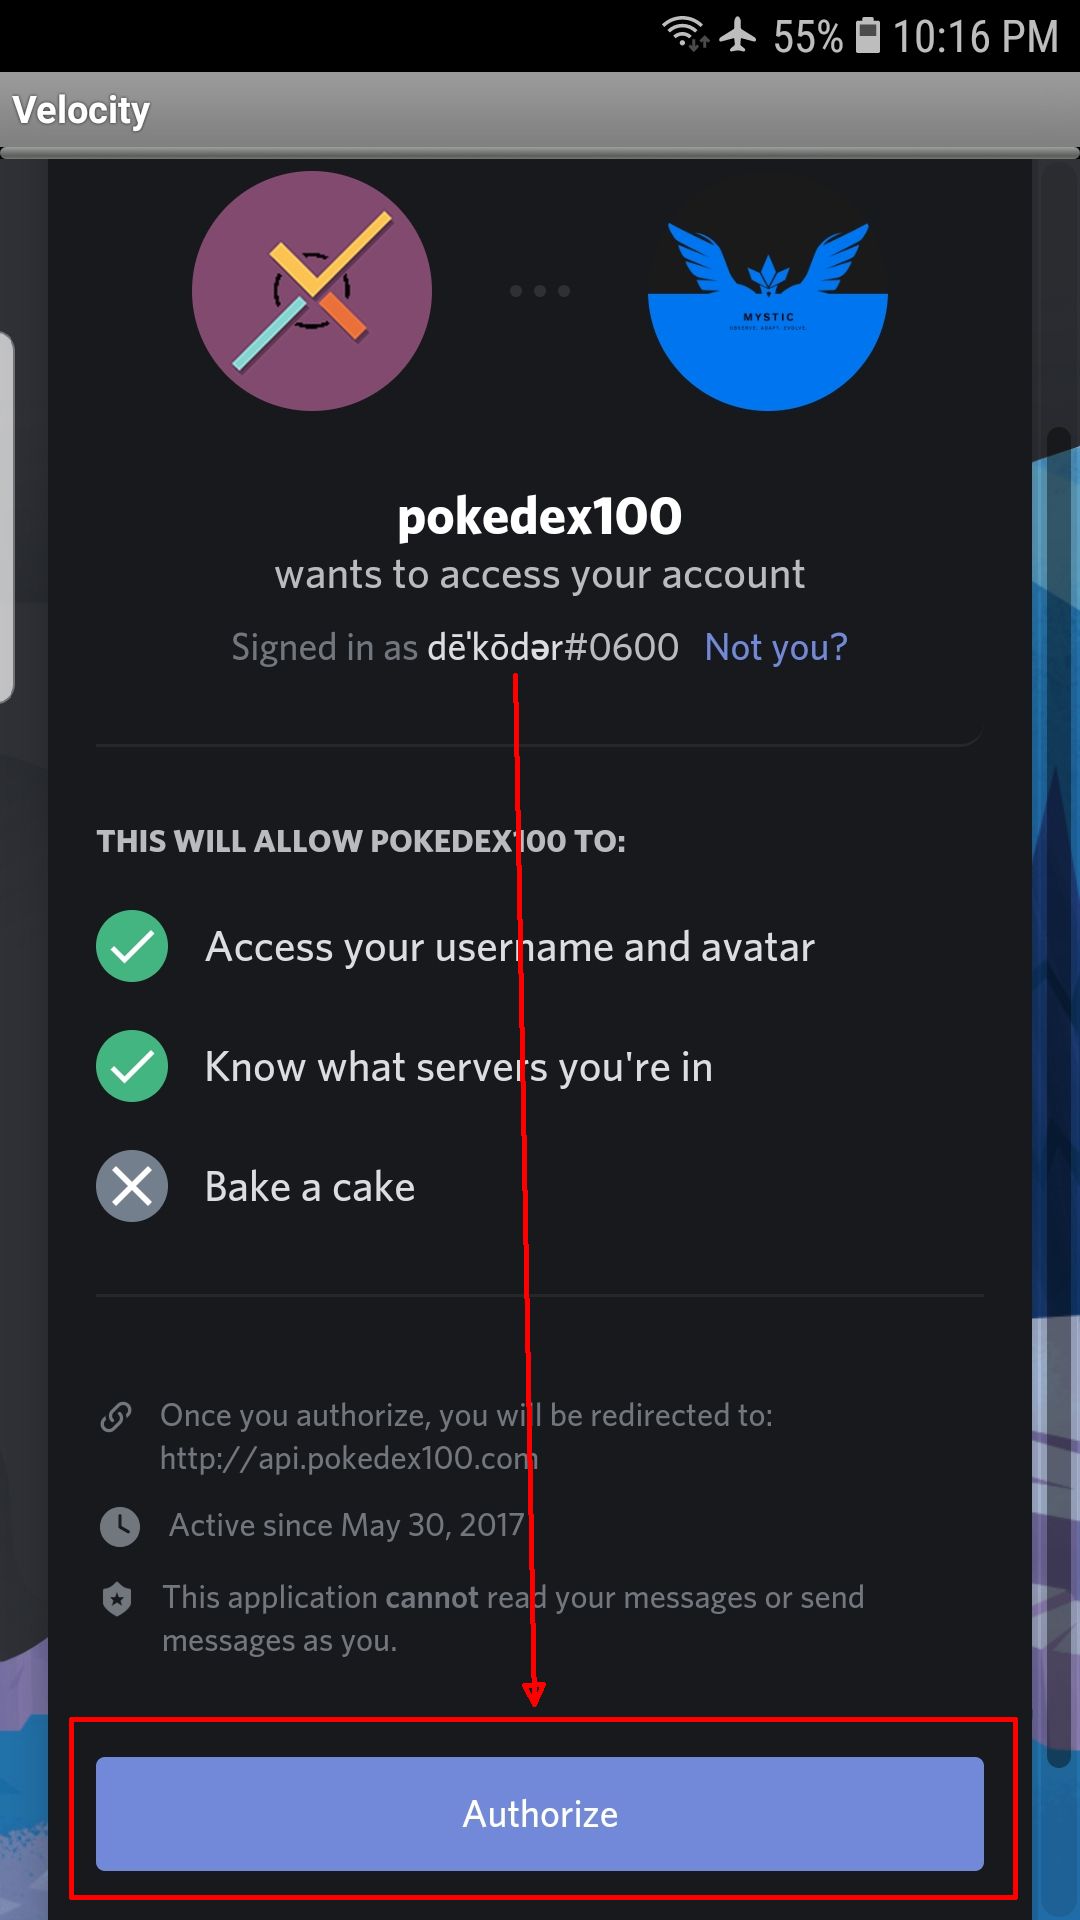 55% 10:16 PM
Velocity
MYSTIC
OBSERVE. ADAPT. EVOLVE.
pokedex100
wants to access your account
Signed in as dē'kōdər#0600 Not you?
THIS WILL ALLOW POKEDEX100 TO:
Access your username and avatar
Know what servers you're in
Bake a cake
Once you authorize, you will be redirected to:
http://api.pokedex100.com
Active since May 30, 2017
This application cannot read your messages or send
messages as you.
Authorize